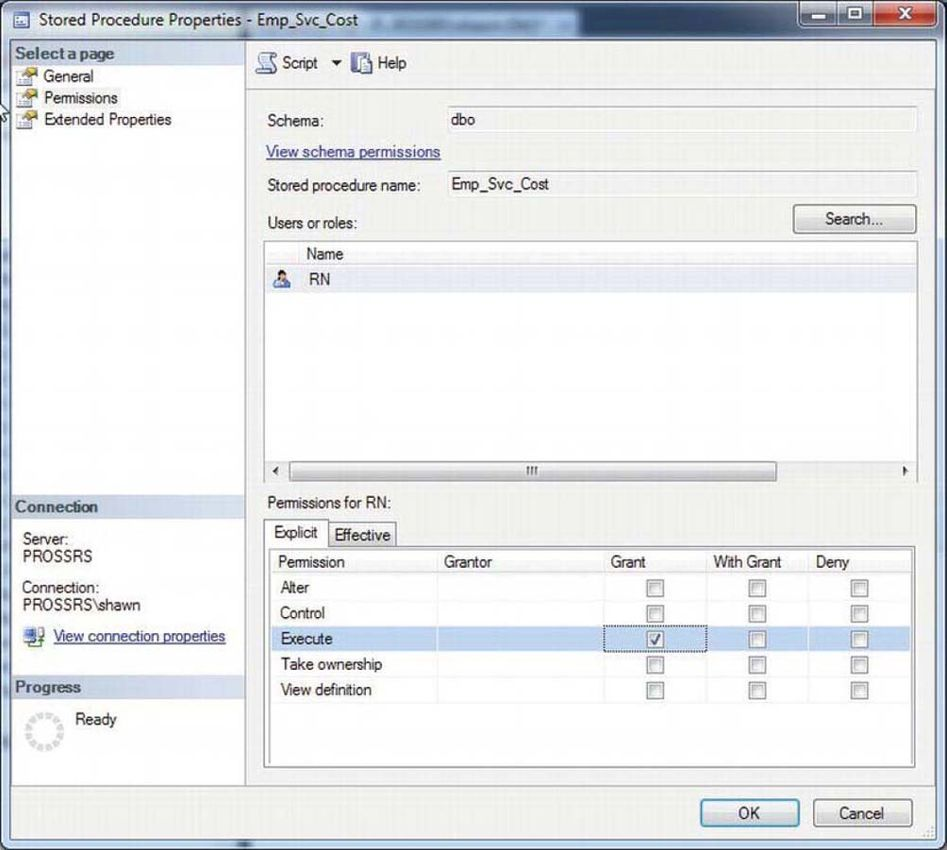 Stored Procedure Properties - Emp_Svc_Cost
Select a page
General
Permissions
Extended Properties
Script
Help
Schema:
dbo
View schema permissions
Stored procedure name:
Emp_Svc_Cost
Users or roles:
Search...
Name
RN
Permissions for RN:
Explicit
Effective
Permission Grantor Grant With Grant Deny
Alter
Control
Execute
Take ownership
View definition
Connection
Server:
PROSSRS
Connection:
PROSSRS\shawn
View connection properties
Progress
Ready
OK
Cancel